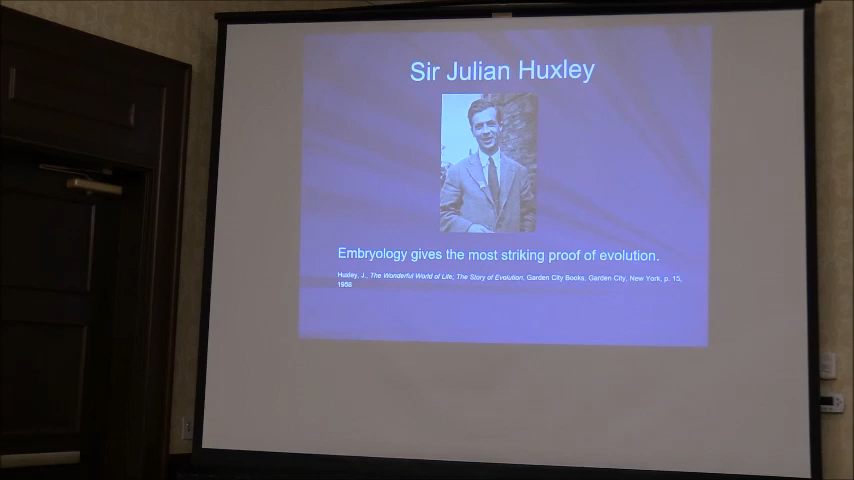 Sir Julian Huxley
Embryology gives the most striking proof of evolution.
Huxley, J., The Wonderful World of Life; The Story of Evolution, Garden City Books, Garden City, New York, p. 15,
1958